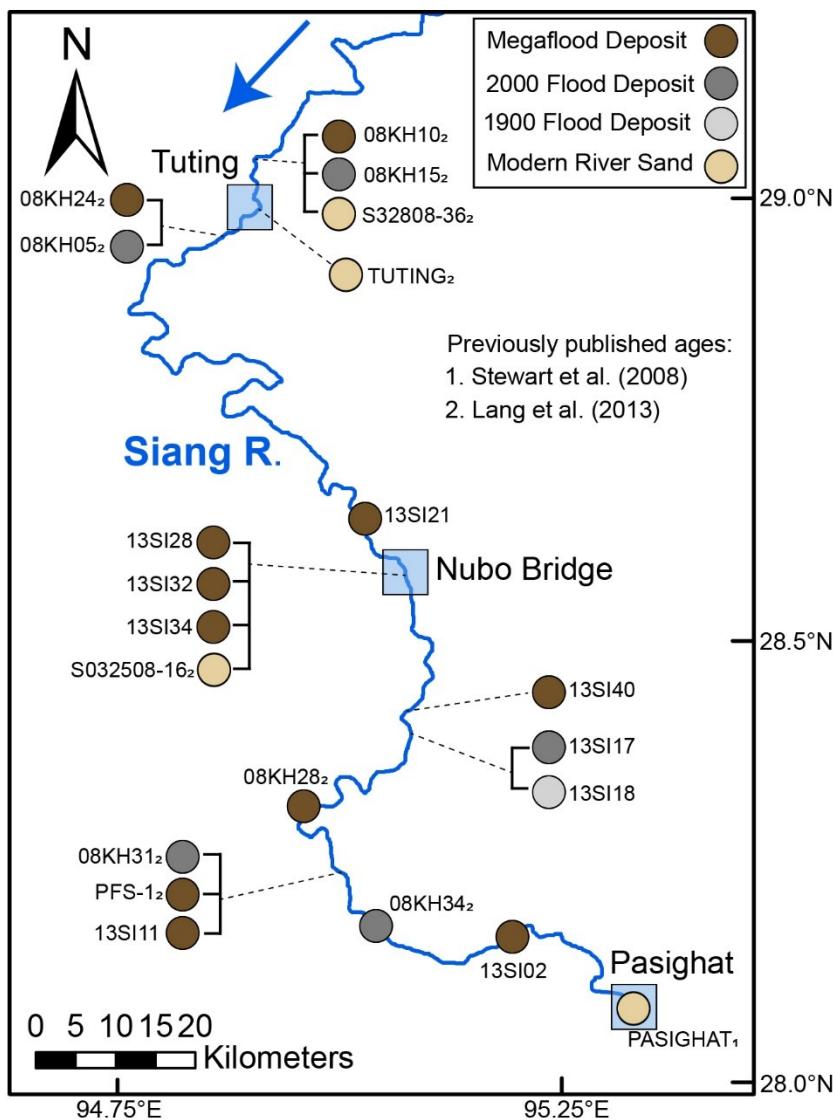 N
Megaflood Deposit
2000 Flood Deposit
1900 Flood Deposit
Modern River Sand
Tuting
08KH10₂
08KH15₂
S32808-36₂
08KH24₂
08KH05₂
29.0°N
TUTING₂
Previously published ages:
1. Stewart et al. (2008)
2. Lang et al. (2013)
Siang R.
13SI21
13SI28
13SI32
13SI34
S032508-16₂
Nubo Bridge
28.5°N
13SI40
13SI17
13SI18
08KH28₂
08KH31₂
PFS-1₂
13SI11
08KH34₂
13SI02
Pasighat
PASIGHAT₁
0 5 10 15 20
Kilometers
28.0°N
94.75°E
95.25°E